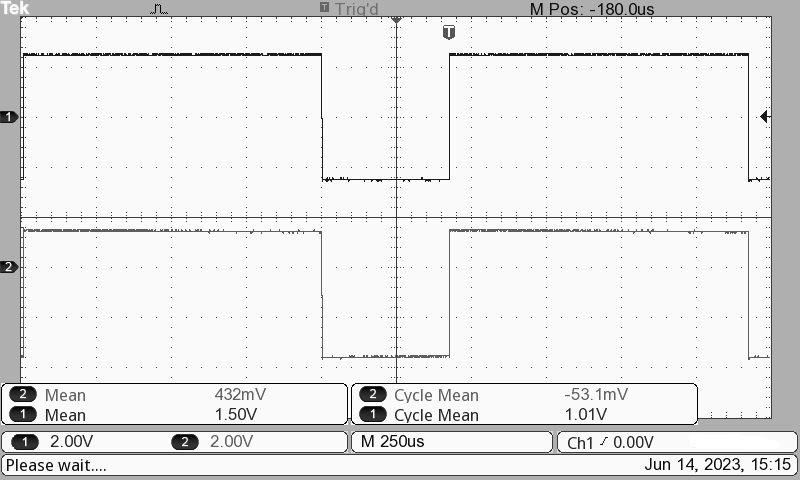 Tek T Trig'd M Pos: -180.0us
T
1
2
2 Mean 432mV 2 Cycle Mean -53.1mV
1 Mean 1.50V 1 Cycle Mean 1.01V
1 2.00V 2 2.00V M 250us Ch1 0.00V
Please wait.... Jun 14, 2023, 15:15